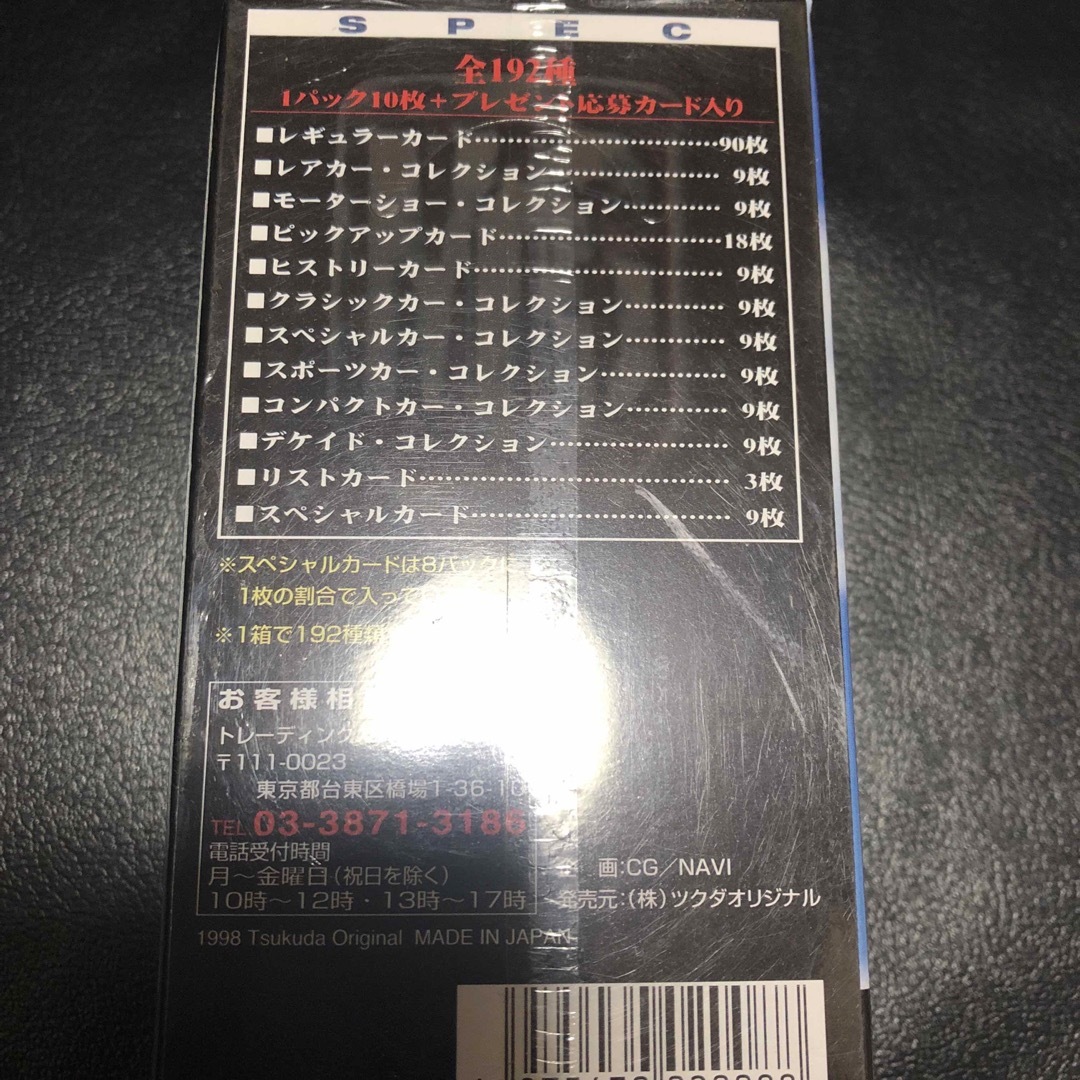 SPEC
全192種
1パック10枚+プレゼント応募カード入り
■レギュラーカード……………………………90枚
■レアカー・コレクション…………………… 9枚
■モーターショー・コレクション………… 9枚
■ピックアップカード…………………………18枚
■ヒストリーカード…………………………… 9枚
■クラシックカー・コレクション………… 9枚
■スペシャルカー・コレクション………… 9枚
■スポーツカー・コレクション…………… 9枚
■コンパクトカー・コレクション………… 9枚
■デケイド・コレクション………………… 9枚
■リストカード………………………………… 3枚
■スペシャルカード…………………………… 9枚
※スペシャルカードは8パックに
1枚の割合で入って
※1箱で192種類
お客様相
トレーディング
〒111-0023
東京都台東区橋場1-36-10
TEL.03-3871-3186
電話受付時間
月〜金曜日(祝日を除く)
10時〜12時・13時〜17時
画:CG/NAVI
発売元:(株)ツクダオリジナル
1998 Tsukuda Original MADE IN JAPAN